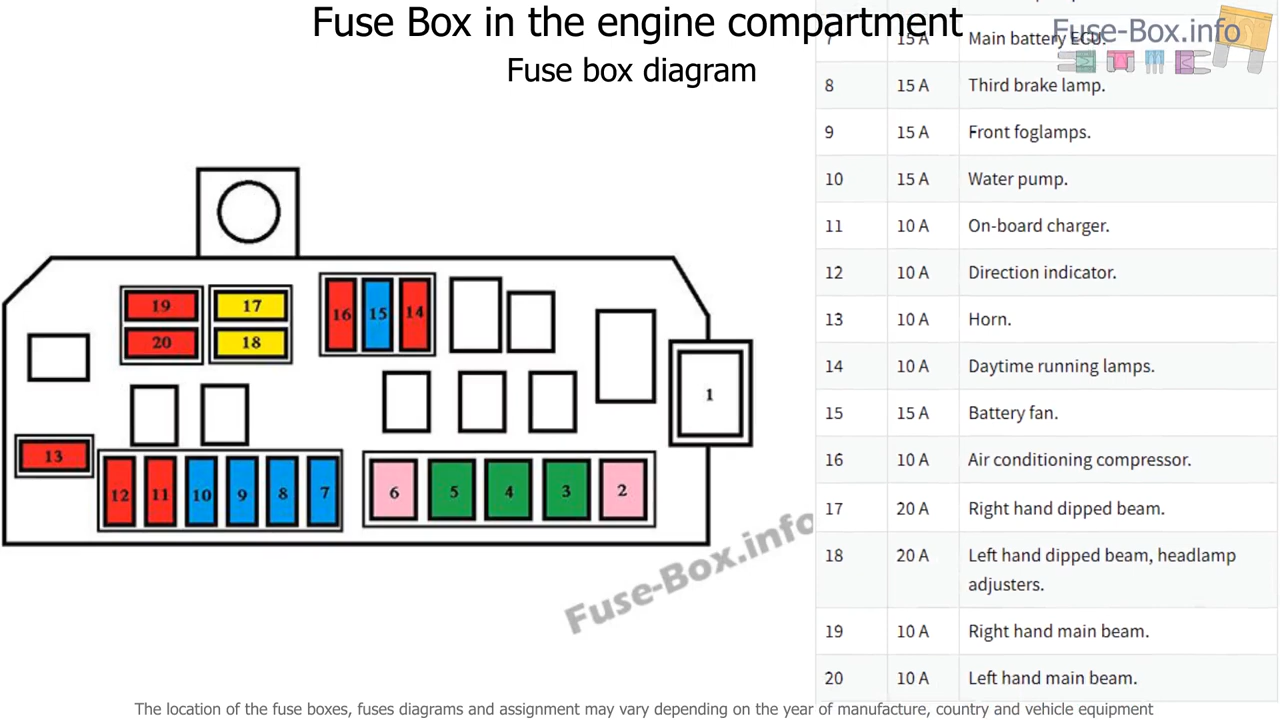 Fuse Box in the engine compartment
Fuse box diagram
Fuse-Box.info
7 15 A Main battery ECU.
8 15 A Third brake lamp.
9 15 A Front foglamps.
10 15 A Water pump.
11 10 A On-board charger.
12 10 A Direction indicator.
13 10 A Horn.
14 10 A Daytime running lamps.
15 15 A Battery fan.
16 10 A Air conditioning compressor.
17 20 A Right hand dipped beam.
18 20 A Left hand dipped beam, headlamp
adjusters.
19 10 A Right hand main beam.
20 10 A Left hand main beam.
19 17 16 15 14
20 18
1
13
12 11 10 9 8 7 6 5 4 3 2
Fuse-Box.info
The location of the fuse boxes, fuses diagrams and assignment may vary depending on the year of manufacture, country and vehicle equipment